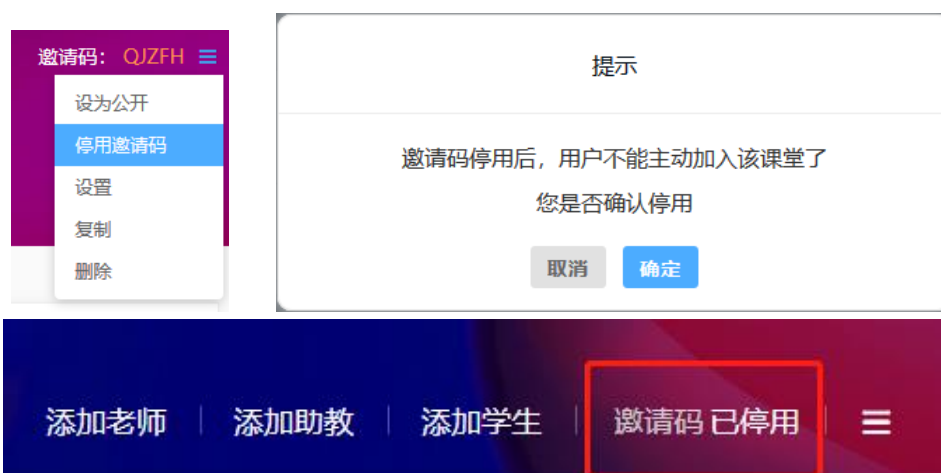 邀请码： QJZFH
设为公开
停用邀请码
设置
复制
删除
提示
邀请码停用后，用户不能主动加入该课堂了
您是否确认停用
取消 确定
添加老师 添加助教 添加学生 邀请码 已停用